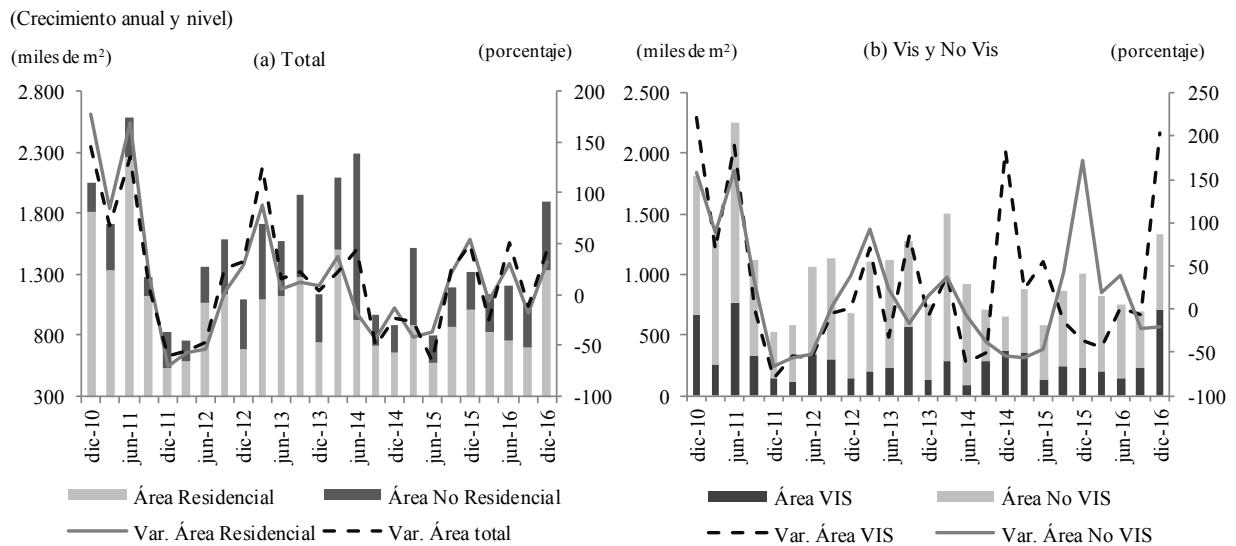 (Crecimiento anual y nivel)
(miles de m²)
(a) Total
(porcentaje)
2.800
2.300
1.800
1.300
800
300
200
150
100
50
0
-50
-100
dic-10
jun-11
dic-11
jun-12
dic-12
jun-13
dic-13
jun-14
dic-14
jun-15
dic-15
jun-16
dic-16
Área Residencial
Área No Residencial
Var. Área Residencial
Var. Área total
(miles de m²)
(b) Vis y No Vis
(porcentaje)
2.500
2.000
1.500
1.000
500
0
250
200
150
100
50
0
-50
-100
dic-10
jun-11
dic-11
jun-12
dic-12
jun-13
dic-13
jun-14
dic-14
jun-15
dic-15
jun-16
dic-16
Área VIS
Área No VIS
Var. Área VIS
Var. Área No VIS